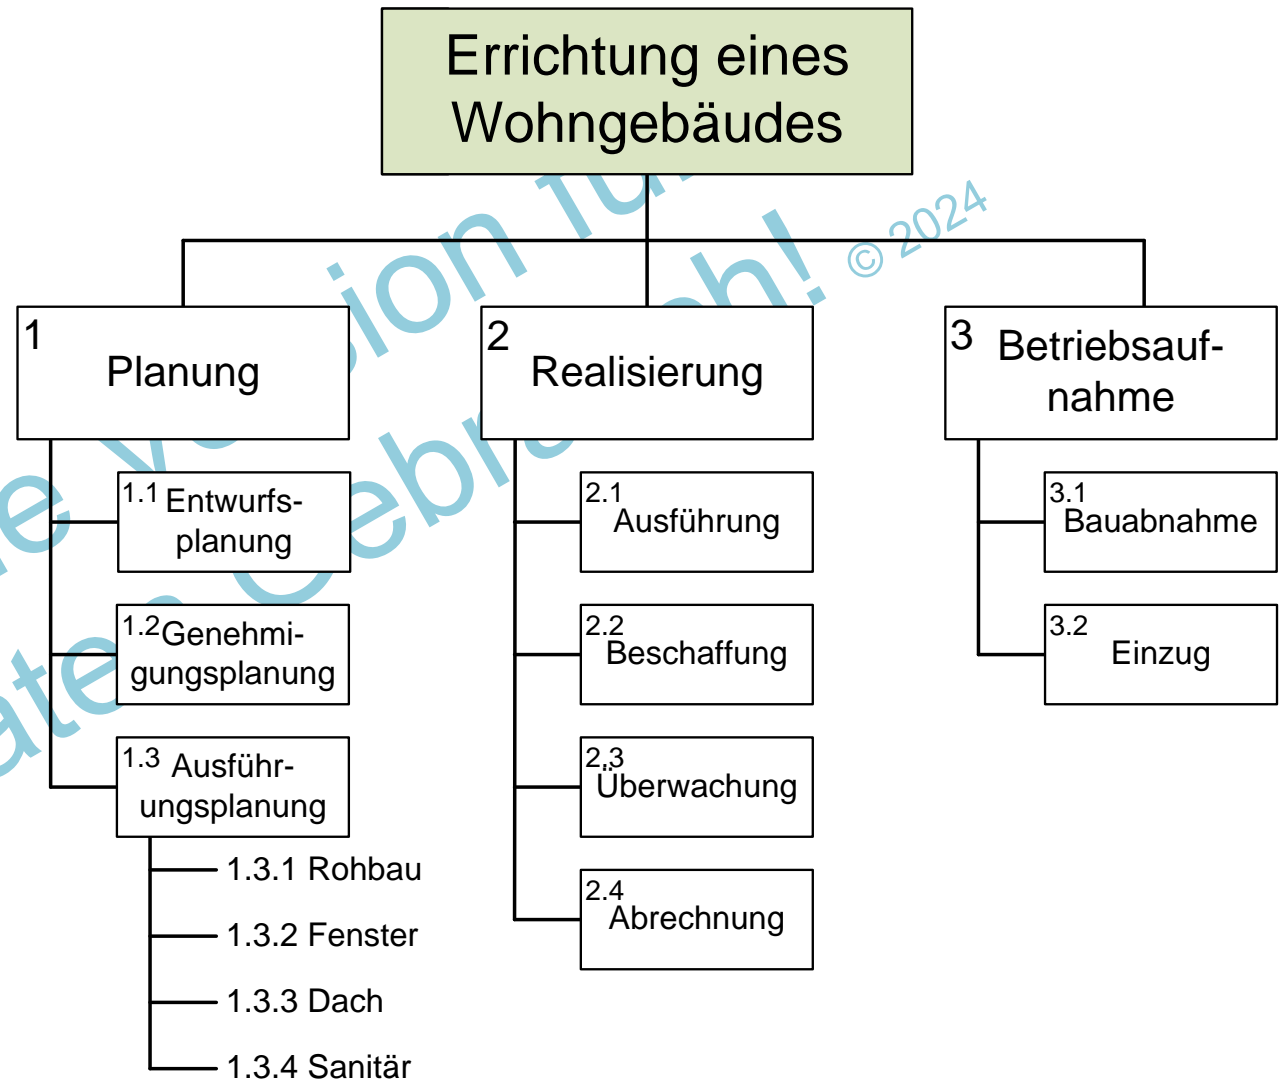 Errichtung eines
Wohngebäudes
© 2024
1
Planung
1.1 Entwurfs-
planung
1.2 Genehmi-
gungsplanung
1.3 Ausführ-
ungsplanung
1.3.1 Rohbau
1.3.2 Fenster
1.3.3 Dach
1.3.4 Sanitär
2
Realisierung
2.1
Ausführung
2.2
Beschaffung
2.3
Überwachung
2.4
Abrechnung
3 Betriebsauf-
nahme
3.1
Bauabnahme
3.2
Einzug